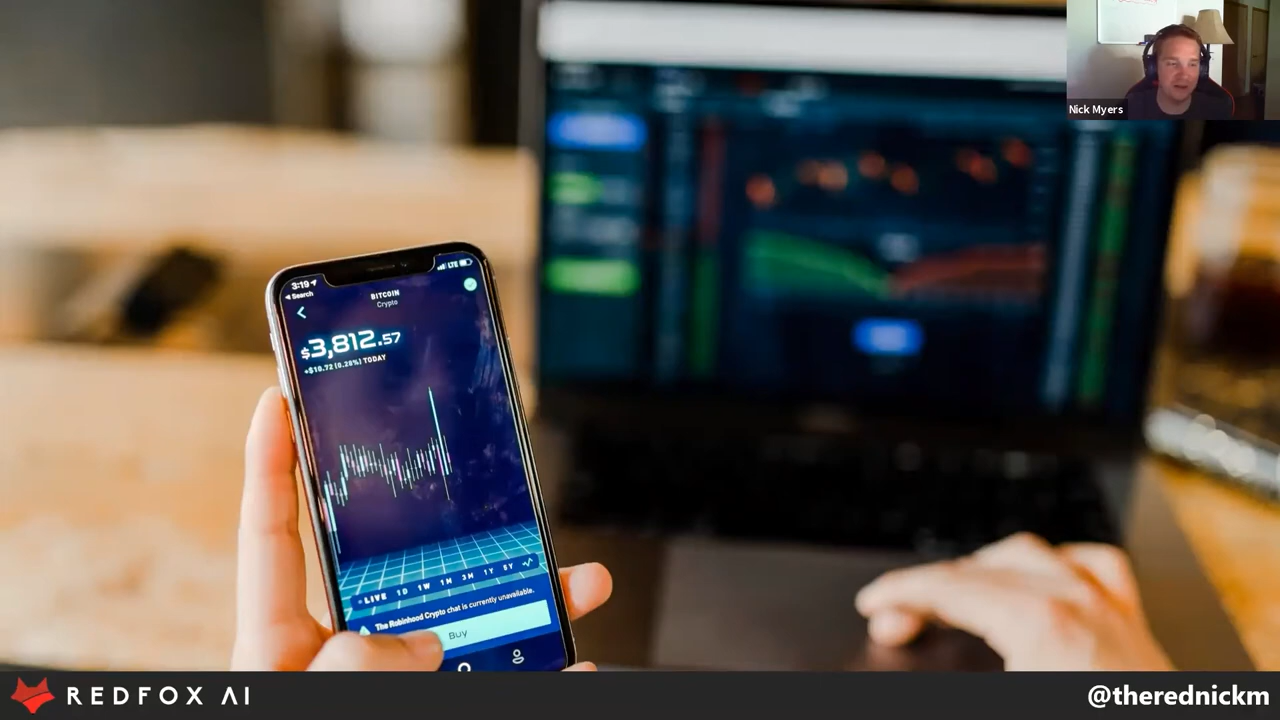 Nick Myers
3:19
LTE
Search
BITCOIN
Crypto
$3,812.57
+$10.72 (0.28%) TODAY
LIVE 1D 1W 1M 3M 1Y 5Y
The Robinhood Crypto chat is currently unavailable.
Buy
REDFOX AI
@therednickm